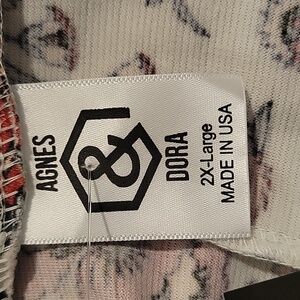 AGNES
&
DORA
2X-Large
MADE IN USA